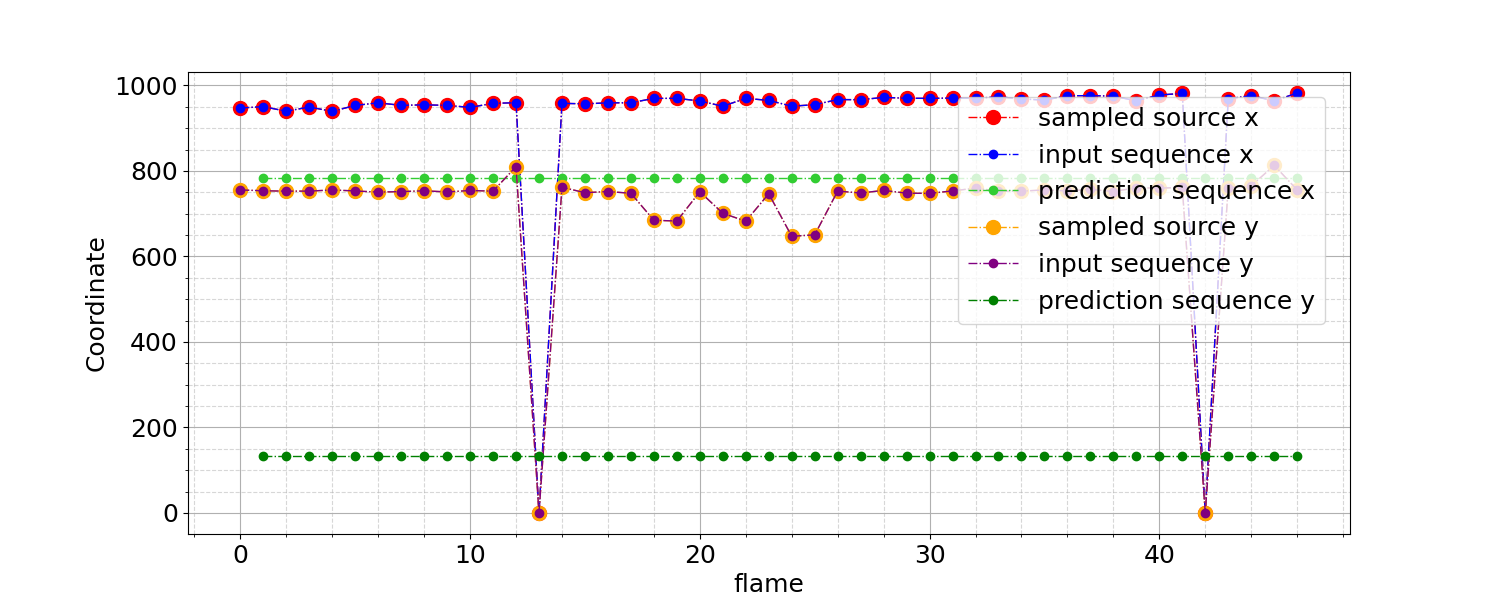 1000
800
600
400
200
0
Coordinate
sampled source x
input sequence x
prediction sequence x
sampled source y
input sequence y
prediction sequence y
0 10 20 30 40
flame